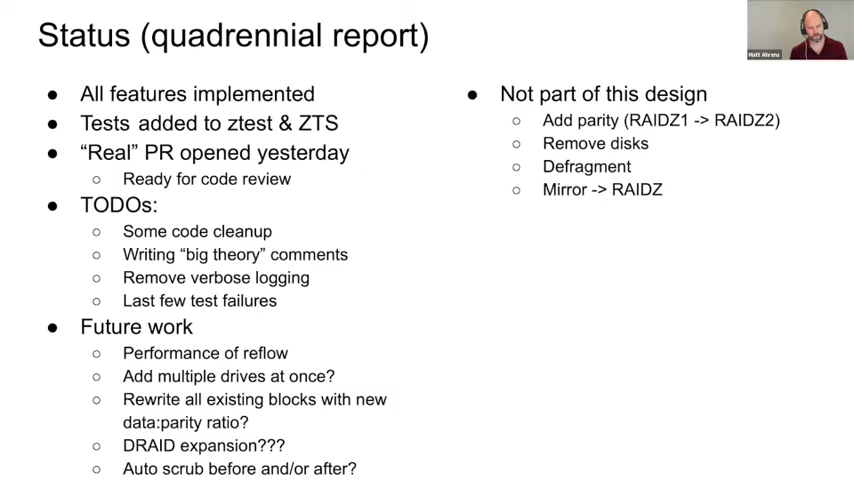 Status (quadrennial report)
Matt Ahrens
● All features implemented
● Tests added to ztest & ZTS
● “Real” PR opened yesterday
○ Ready for code review
● TODOs:
○ Some code cleanup
○ Writing “big theory” comments
○ Remove verbose logging
○ Last few test failures
● Future work
○ Performance of reflow
○ Add multiple drives at once?
○ Rewrite all existing blocks with new
data:parity ratio?
○ DRAID expansion???
○ Auto scrub before and/or after?
● Not part of this design
○ Add parity (RAIDZ1 -> RAIDZ2)
○ Remove disks
○ Defragment
○ Mirror -> RAIDZ